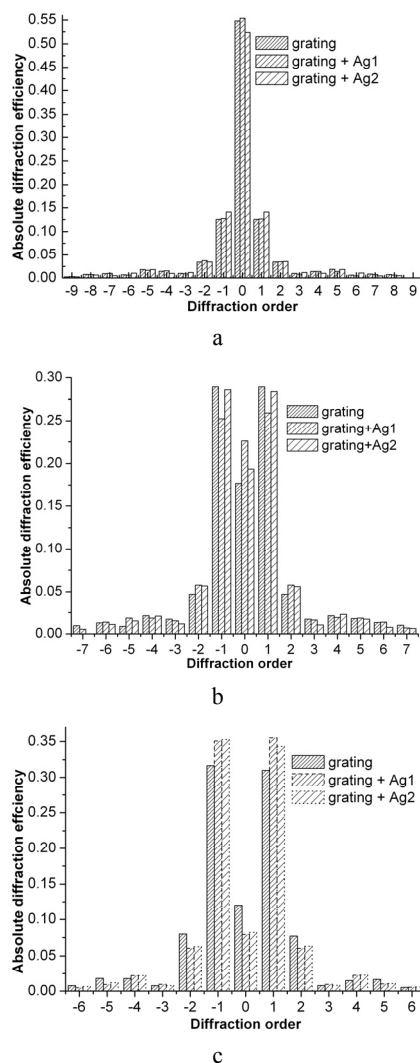 0.55
0.50
0.45
0.40
0.35
0.30
0.25
0.20
0.15
0.10
0.05
0.00
Absolute diffraction efficiency
grating
grating + Ag1
grating + Ag2
-9 -8 -7 -6 -5 -4 -3 -2 -1 0 1 2 3 4 5 6 7 8 9
Diffraction order
a
0.30
0.25
0.20
0.15
0.10
0.05
0.00
Absolute diffraction efficiency
grating
grating+Ag1
grating+Ag2
-7 -6 -5 -4 -3 -2 -1 0 1 2 3 4 5 6 7
Diffraction order
b
0.35
0.30
0.25
0.20
0.15
0.10
0.05
0.00
Absolute diffraction effciency
grating
grating + Ag1
grating + Ag2
-6 -5 -4 -3 -2 -1 0 1 2 3 4 5 6
Diffraction order
c